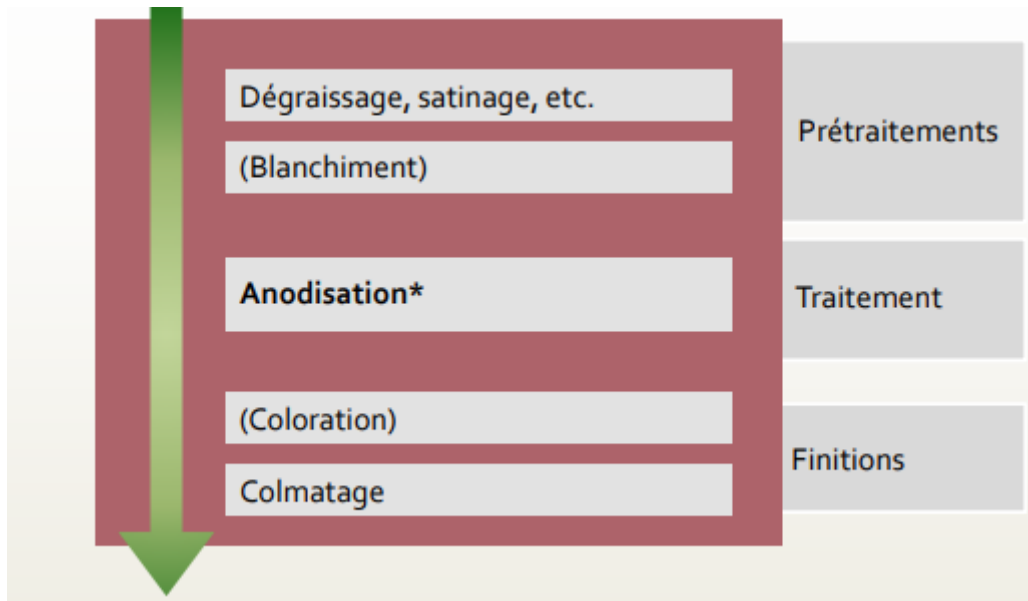 Dégraissage, satinage, etc.
(Blanchiment)
Prétraitements
Anodisation*
Traitement
(Coloration)
Colmatage
Finitions